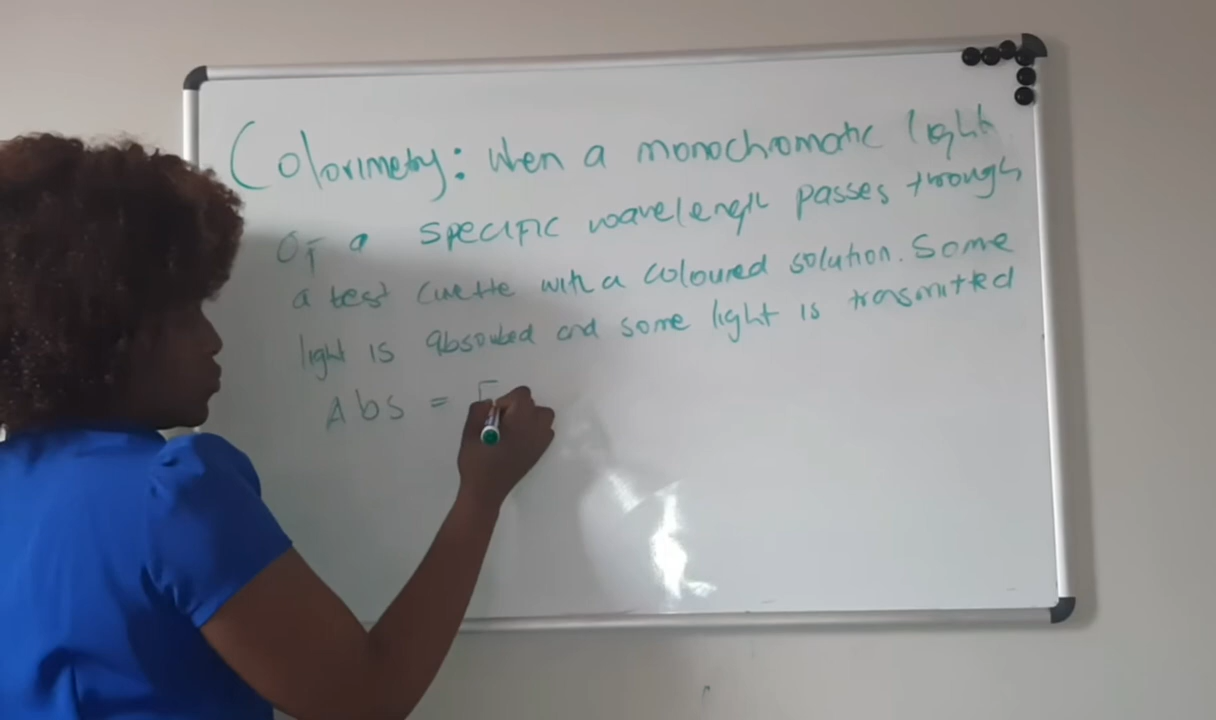 Colorimetry: When a monochromatic light
Of a specific wavelength passes through
a test Cuvette with a coloured solution. Some
light is absorbed and some light is transmitted
Abs =